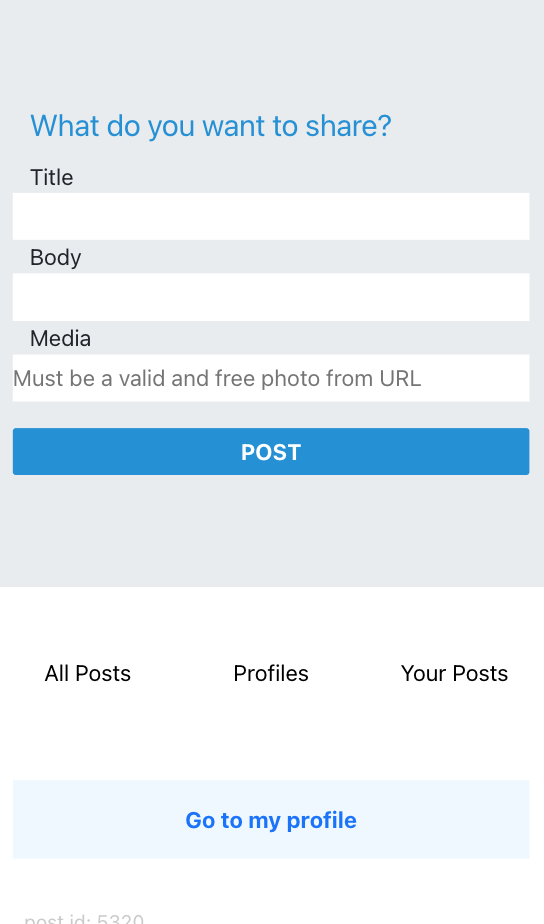 What do you want to share?
Title
Body
Media
Must be a valid and free photo from URL
POST
All Posts Profiles Your Posts
Go to my profile
post id: 5320